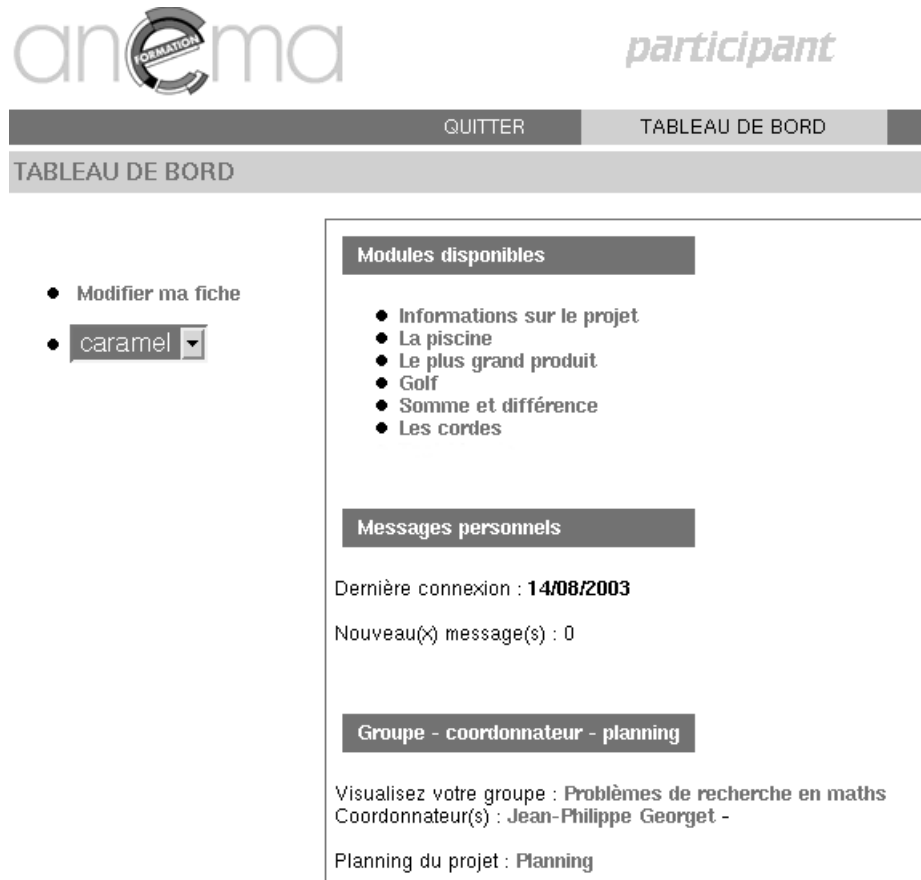 anema
FORMATION
participant
QUITTER
TABLEAU DE BORD
TABLEAU DE BORD
Modifier ma fiche
caramel
Modules disponibles
Informations sur le projet
La piscine
Le plus grand produit
Golf
Somme et différence
Les cordes
Messages personnels
Dernière connexion : 14/08/2003
Nouveau(x) message(s) : 0
Groupe - coordonnateur - planning
Visualisez votre groupe : Problèmes de recherche en maths
Coordonnateur(s) : Jean-Philippe Georget -
Planning du projet : Planning